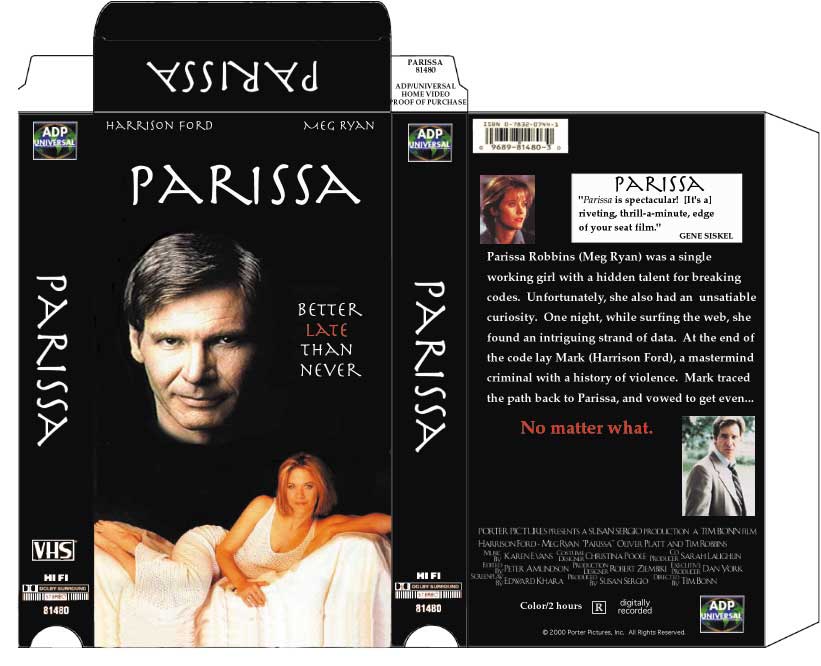 PARISSA
PARISSA
81480
ADP/UNIVERSAL
HOME VIDEO
PROOF OF PURCHASE
ADP
UNIVERSAL
PARISSA
VHS
HI FI
DOLBY SURROUND
STEREO
81480
HARRISON FORD MEG RYAN
PARISSA
BETTER
LATE
THAN
NEVER
ADP
UNIVERSAL
PARISSA
HI FI
DOLBY SURROUND
STEREO
81480
ISBN 0-7832-0744-1
0 9689-81480-3 0
PARISSA
"Parissa is spectacular! [It's a]
riveting, thrill-a-minute, edge
of your seat film."
GENE SISKEL
Parissa Robbins (Meg Ryan) was a single
working girl with a hidden talent for breaking
codes. Unfortunately, she also had an unsatiable
curiosity. One night, while surfing the web, she
found an intriguing strand of data. At the end of
the code lay Mark (Harrison Ford), a mastermind
criminal with a history of violence. Mark traced
the path back to Parissa, and vowed to get even...
No matter what.
PORTER PICTURES PRESENTS A SUSAN SERGIO PRODUCTION A TIM BONN FILM
HARRISON FORD - MEG RYAN "PARISSA" OLIVER PLATT AND TIM ROBBINS
MUSIC BY KAREN EVANS COSTUME DESIGNER CHRISTINA POOLE CO PRODUCER SARAH LAUGHLIN
EDITED BY PETER AMUNDSON PRODUCTION DESIGNER ROBERT ZIEMBKI EXECUTIVE PRODUCER DAN YORK
SCREENPLAY BY EDWARD KHARA PRODUCED BY SUSAN SERGIO DIRECTED BY TIM BONN
Color/2 hours R digitally
recorded
ADP
UNIVERSAL
© 2000 Porter Pictures, Inc. All Rights Reserved.